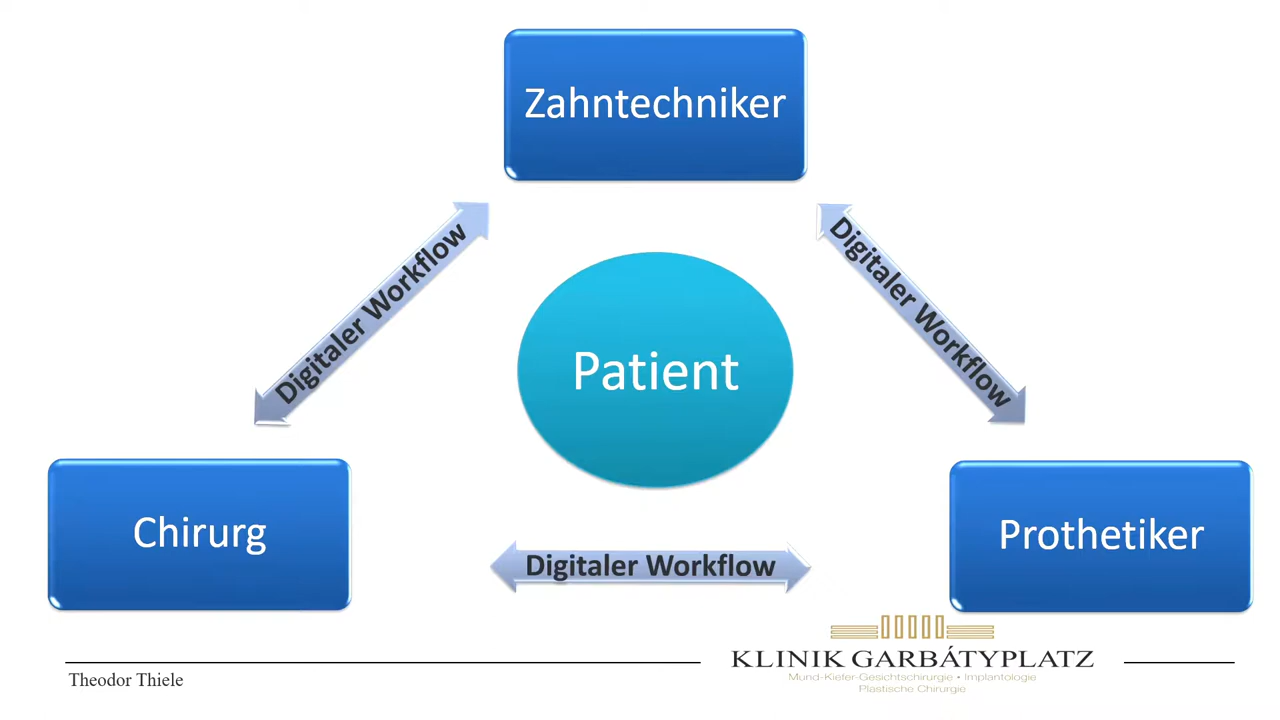 Zahntechniker
Digitaler Workflow
Digitaler Workflow
Patient
Chirurg
Prothetiker
Digitaler Workflow
KLINIK GARBÁTYPLATZ
Mund-Kiefer-Gesichtschirurgie • Implantologie
Plastische Chirurgie
Theodor Thiele